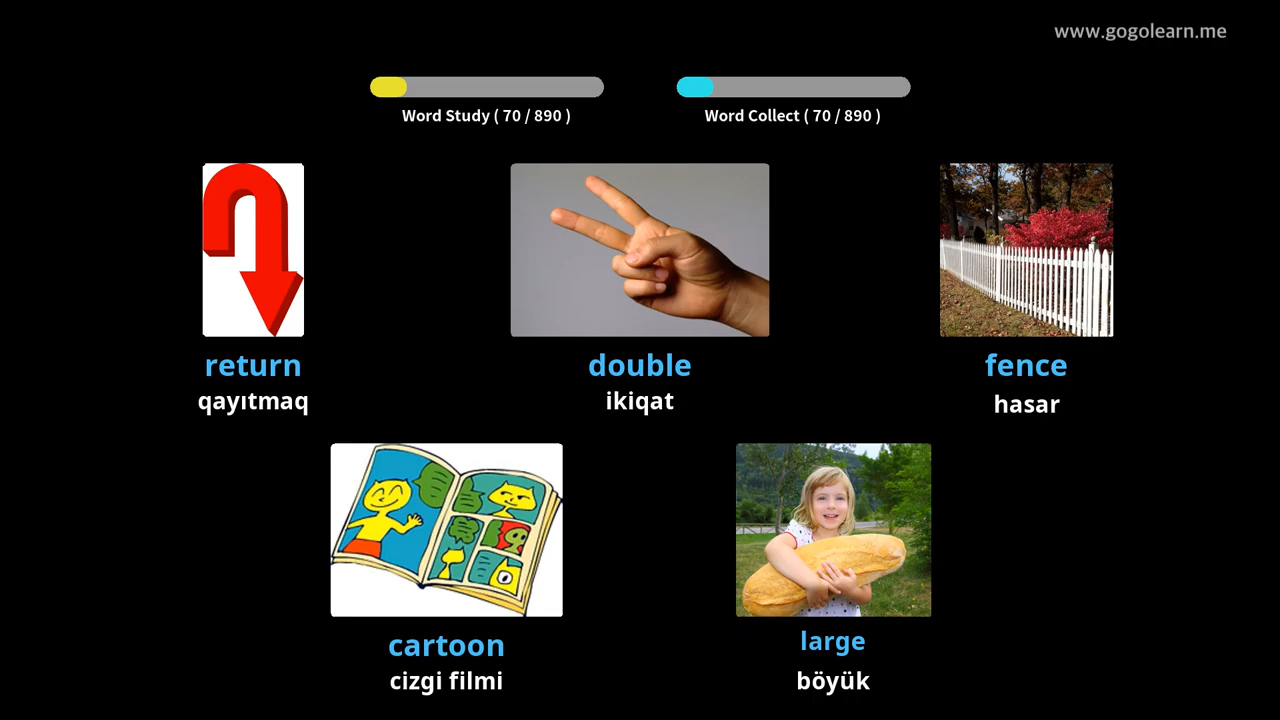 www.gogolearn.me
Word Study ( 70 / 890 )
Word Collect ( 70 / 890 )
return
qayıtmaq
double
ikiqat
fence
hasar
cartoon
cizgi filmi
large
böyük